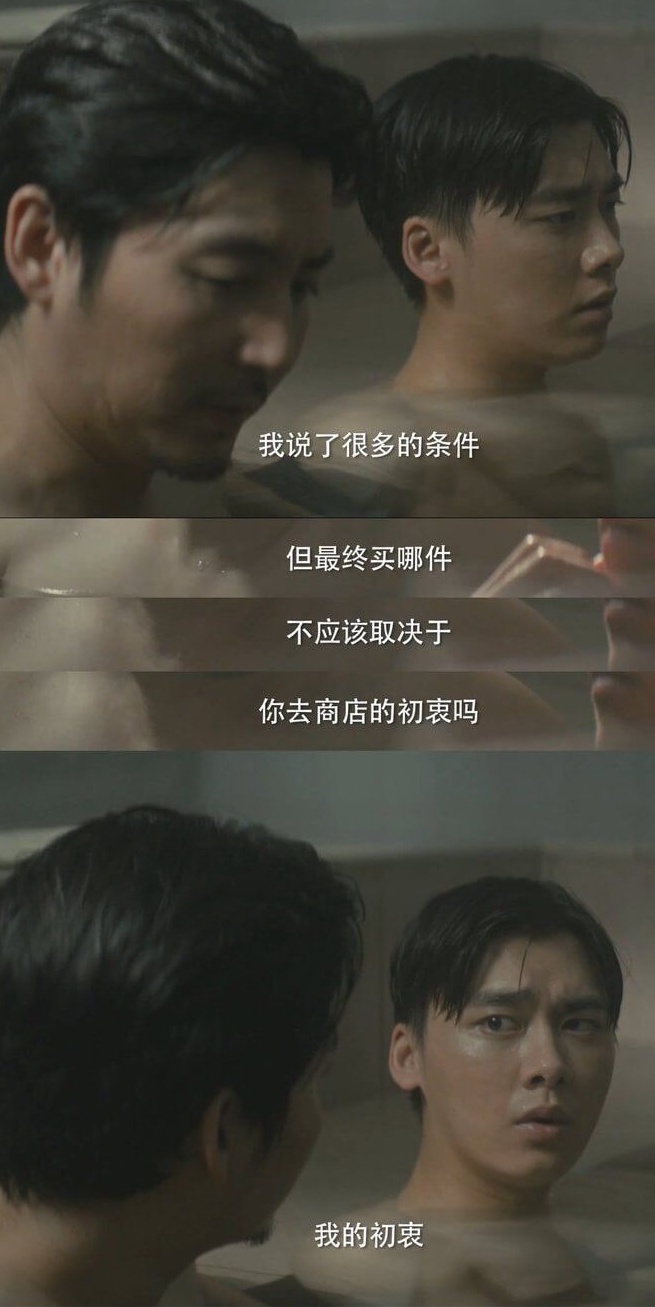 我说了很多的条件
但最终买哪件
不应该取决于
你去商店的初衷吗
我的初衷